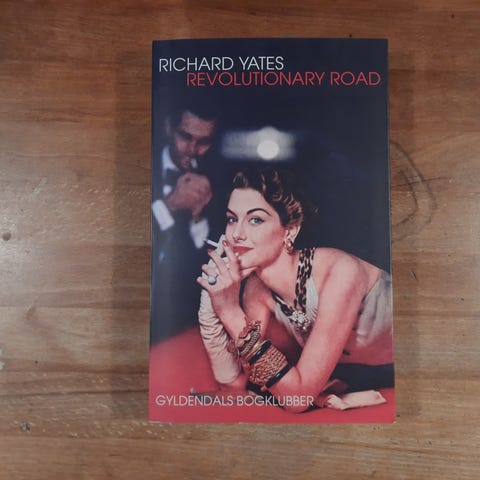 RICHARD YATES
REVOLUTIONARY ROAD
GYLDENDALS BOGKLUBBER